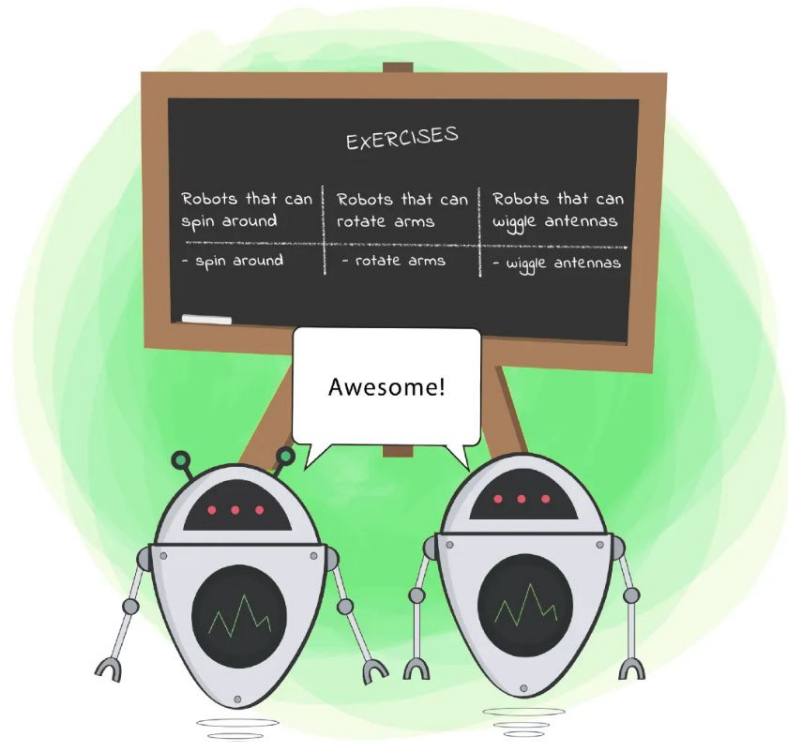 EXERCISES
Robots that can
spin around
- spin around
Robots that can
rotate arms
- rotate arms
Robots that can
wiggle antennas
- wiggle antennas
Awesome!